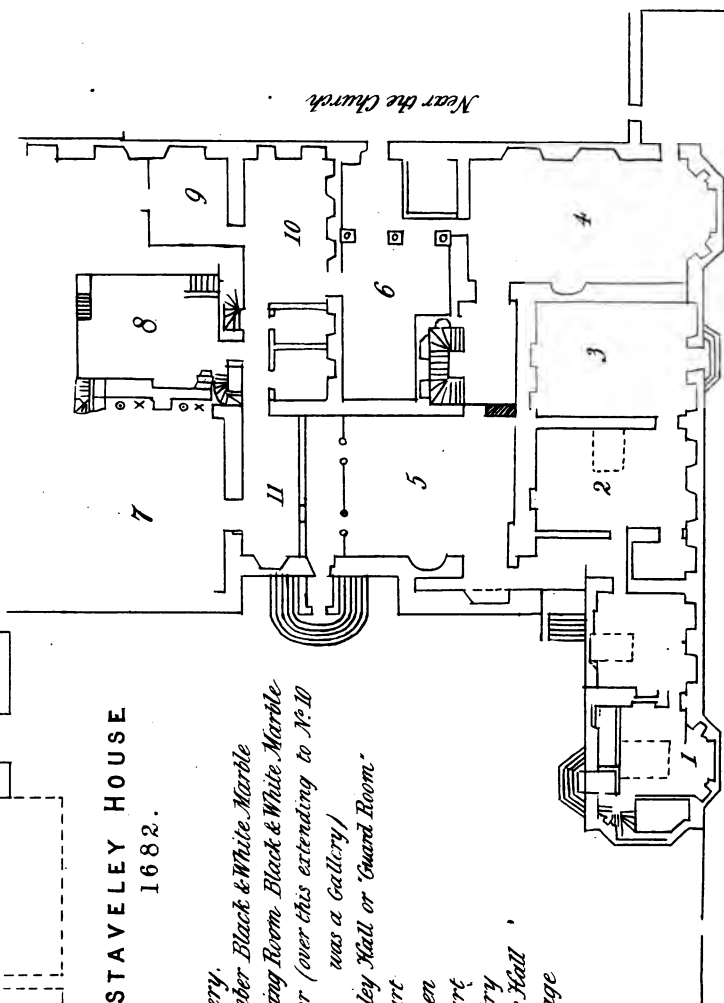 STAVELEY HOUSE
1682.
ery.
ber Black & White Marble
ing Room Black & White Marble
r (over this extending to Nº 10
was a Gallery)
ley Hall or "Guard Room"
rt
en
rt
ry
Hall
ge
Near the Church
7
8
9
10
11
6
5
4
3
2
1